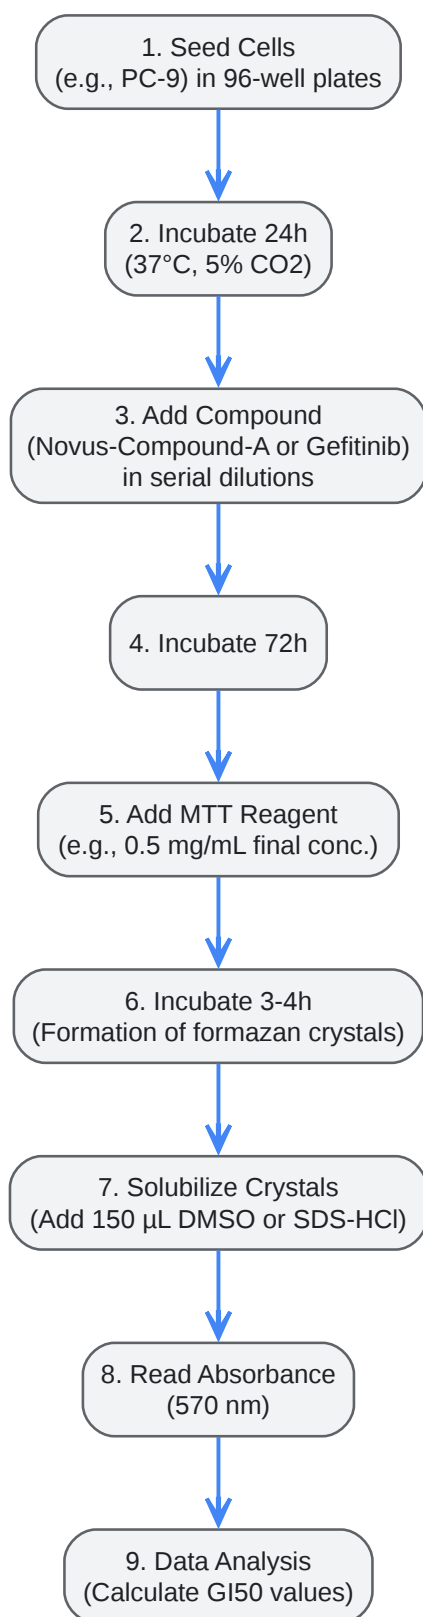 1. Seed Cells
(e.g., PC-9) in 96-well plates
2. Incubate 24h
(37°C, 5% CO2)
3. Add Compound
(Novus-Compound-A or Gefitinib)
in serial dilutions
4. Incubate 72h
5. Add MTT Reagent
(e.g., 0.5 mg/mL final conc.)
6. Incubate 3-4h
(Formation of formazan crystals)
7. Solubilize Crystals
(Add 150 µL DMSO or SDS-HCl)
8. Read Absorbance
(570 nm)
9. Data Analysis
(Calculate GI50 values)